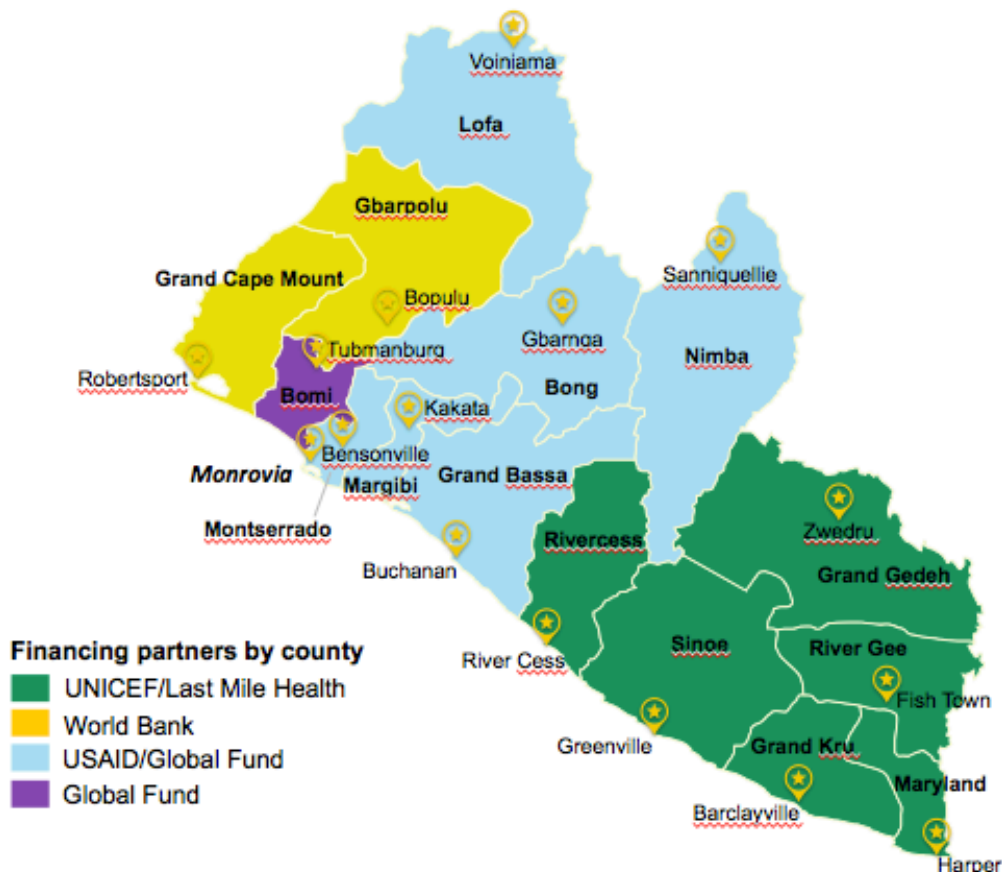 Voiniama
Lofa
Gbarpolu
Grand Cape Mount
Sanniquellie
Bopulu
Gbarnga
Tubmanburg
Nimba
Robertsport
Bomi
Bong
Kakata
Bensonville
Monrovia
Grand Bassa
Margibi
Montserrado
Zwedru
Rivercess
Buchanan
Grand Gedeh
Sinoe
River Gee
River Cess
Fish Town
Greenville
Grand Kru
Maryland
Barclayville
Harper
Financing partners by county
UNICEF/Last Mile Health
World Bank
USAID/Global Fund
Global Fund